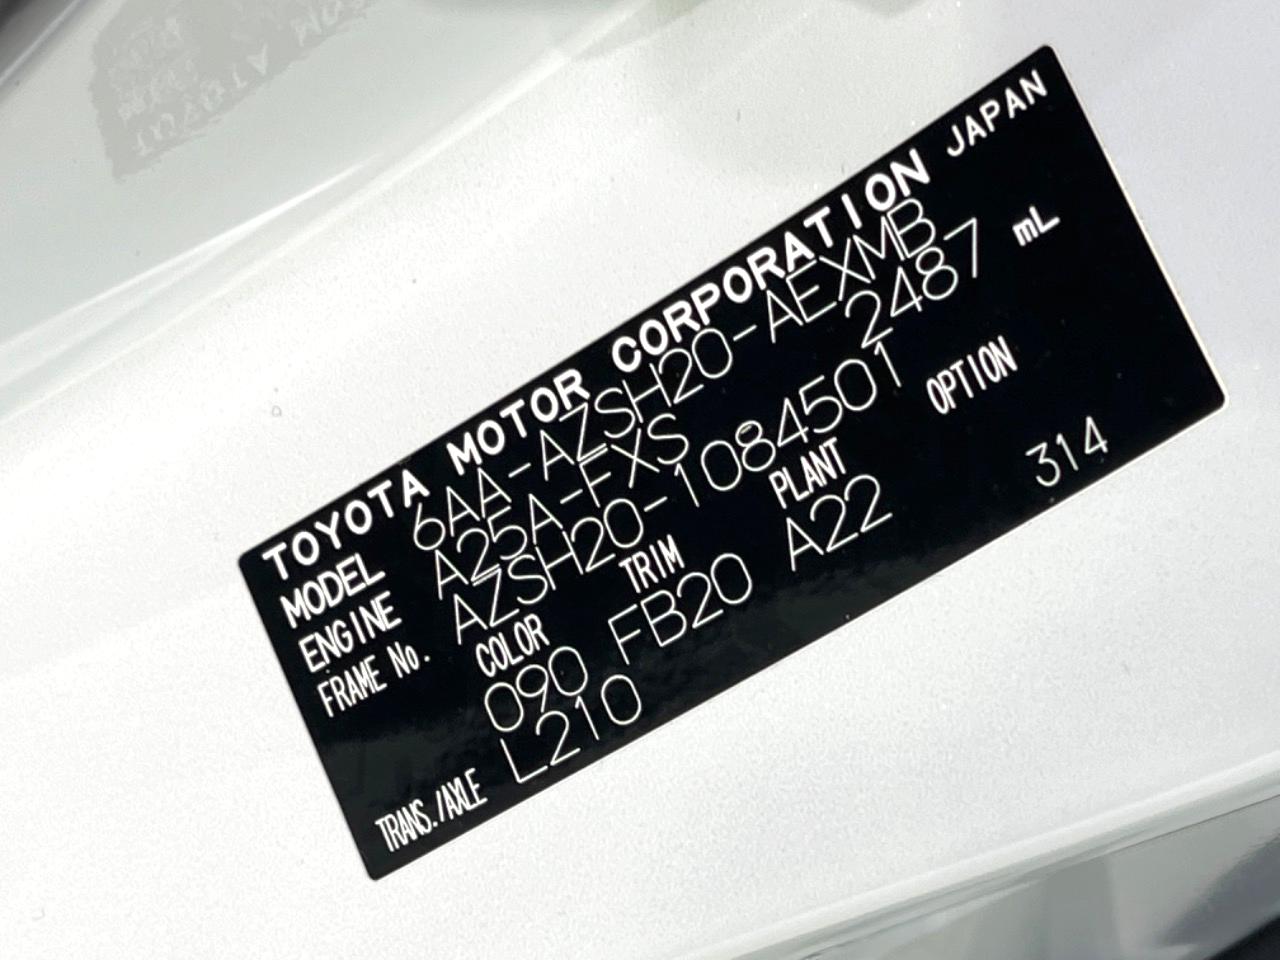 TOYOTA MOTOR CORPORATION JAPAN
MODEL 6AA-AZSH20-AEXMB
ENGINE A25A-FXS 2487 mL
FRAME No. AZSH20-1084501
COLOR TRIM PLANT OPTION
090 FB20 A22 314
TRANS./AXLE L210